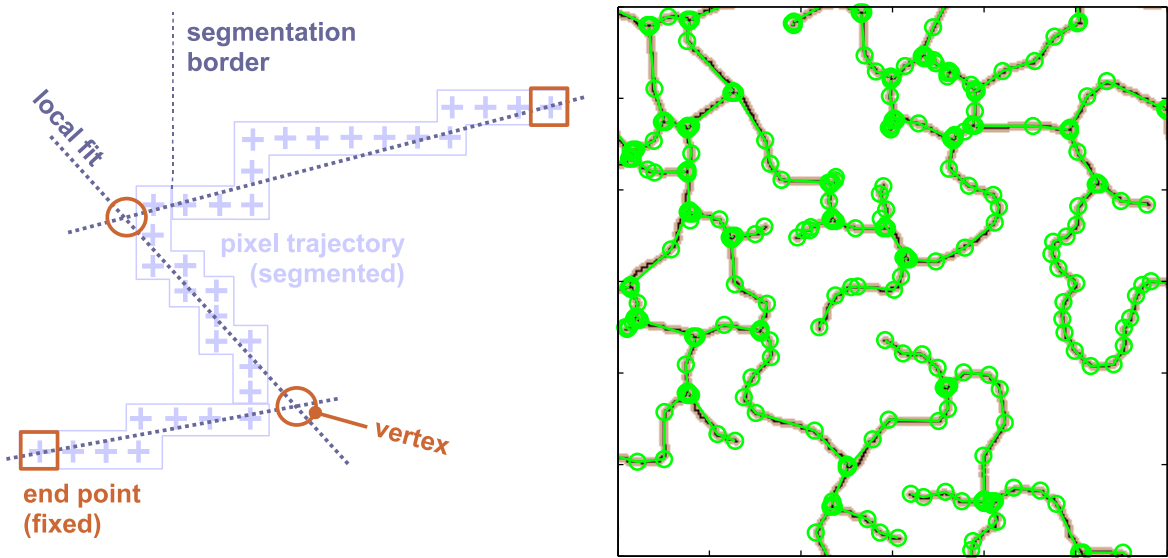 segmentation
border
local fit
pixel trajectory
(segmented)
vertex
end point
(fixed)